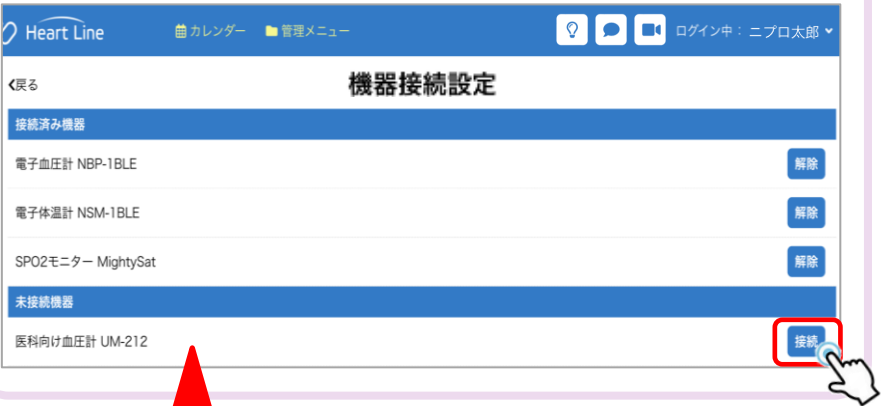 Heart Line カレンダー 管理メニュー ログイン中： ニプロ太郎
戻る 機器接続設定
接続済み機器
電子血圧計 NBP-1BLE 解除
電子体温計 NSM-1BLE 解除
SPO2モニター MightySat 解除
未接続機器
医科向け血圧計 UM-212 接続